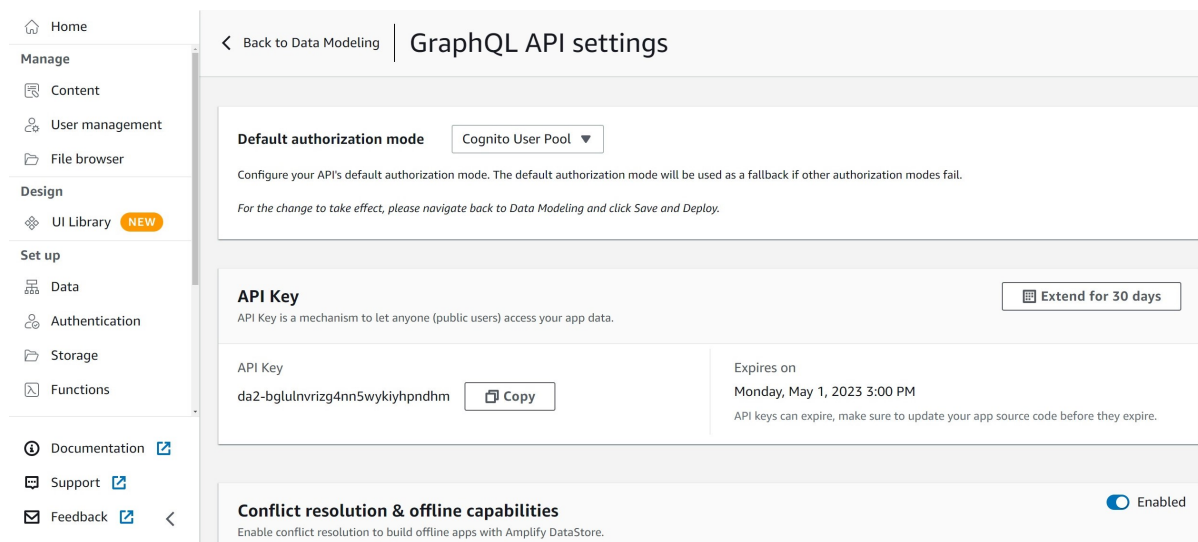 Home
Manage
Content
User management
File browser
Design
UI Library NEW
Set up
Data
Authentication
Storage
Functions
Documentation
Support
Feedback
Back to Data Modeling
GraphQL API settings
Default authorization mode
Cognito User Pool
Configure your API's default authorization mode. The default authorization mode will be used as a fallback if other authorization modes fail.
For the change to take effect, please navigate back to Data Modeling and click Save and Deploy.
API Key
API Key is a mechanism to let anyone (public users) access your app data.
Extend for 30 days
API Key
da2-bglulnvrizg4nn5wykiyhpndhm
Copy
Expires on
Monday, May 1, 2023 3:00 PM
API keys can expire, make sure to update your app source code before they expire.
Conflict resolution & offline capabilities
Enable conflict resolution to build offline apps with Amplify DataStore.
Enabled